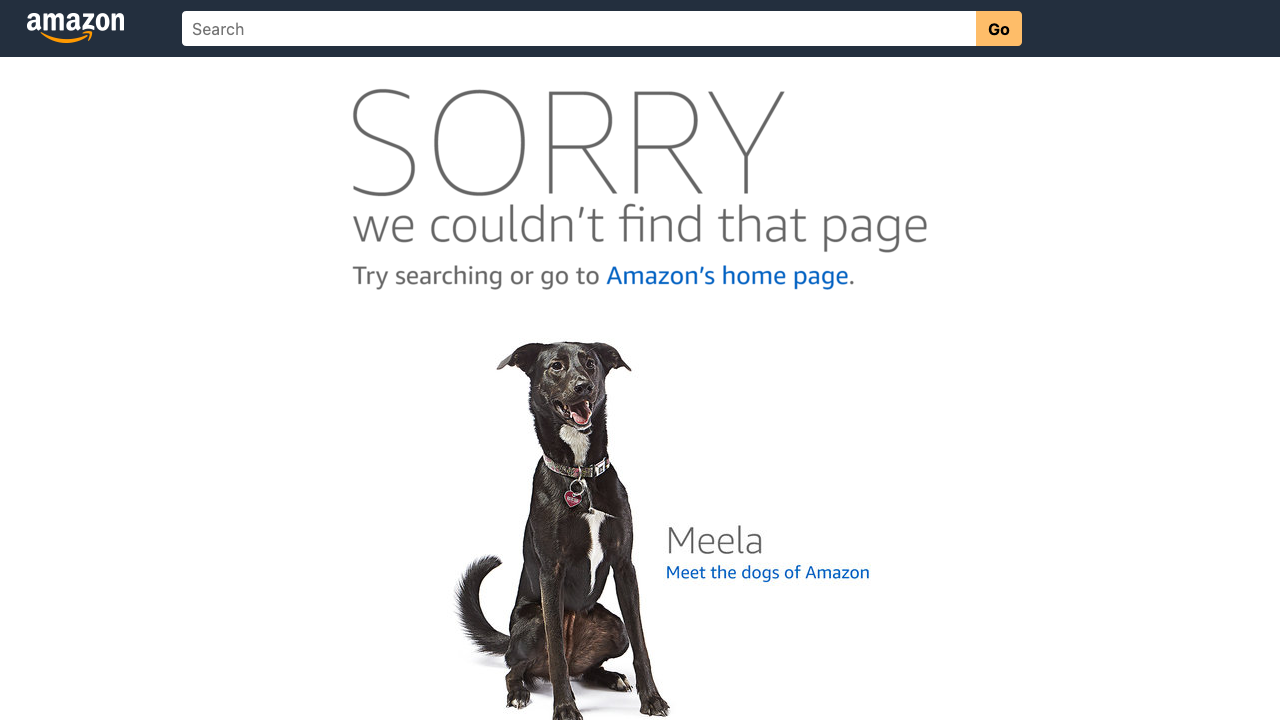 amazon
Search
Go
SORRY
we couldn't find that page
Try searching or go to Amazon's home page.
Meela
Meet the dogs of Amazon